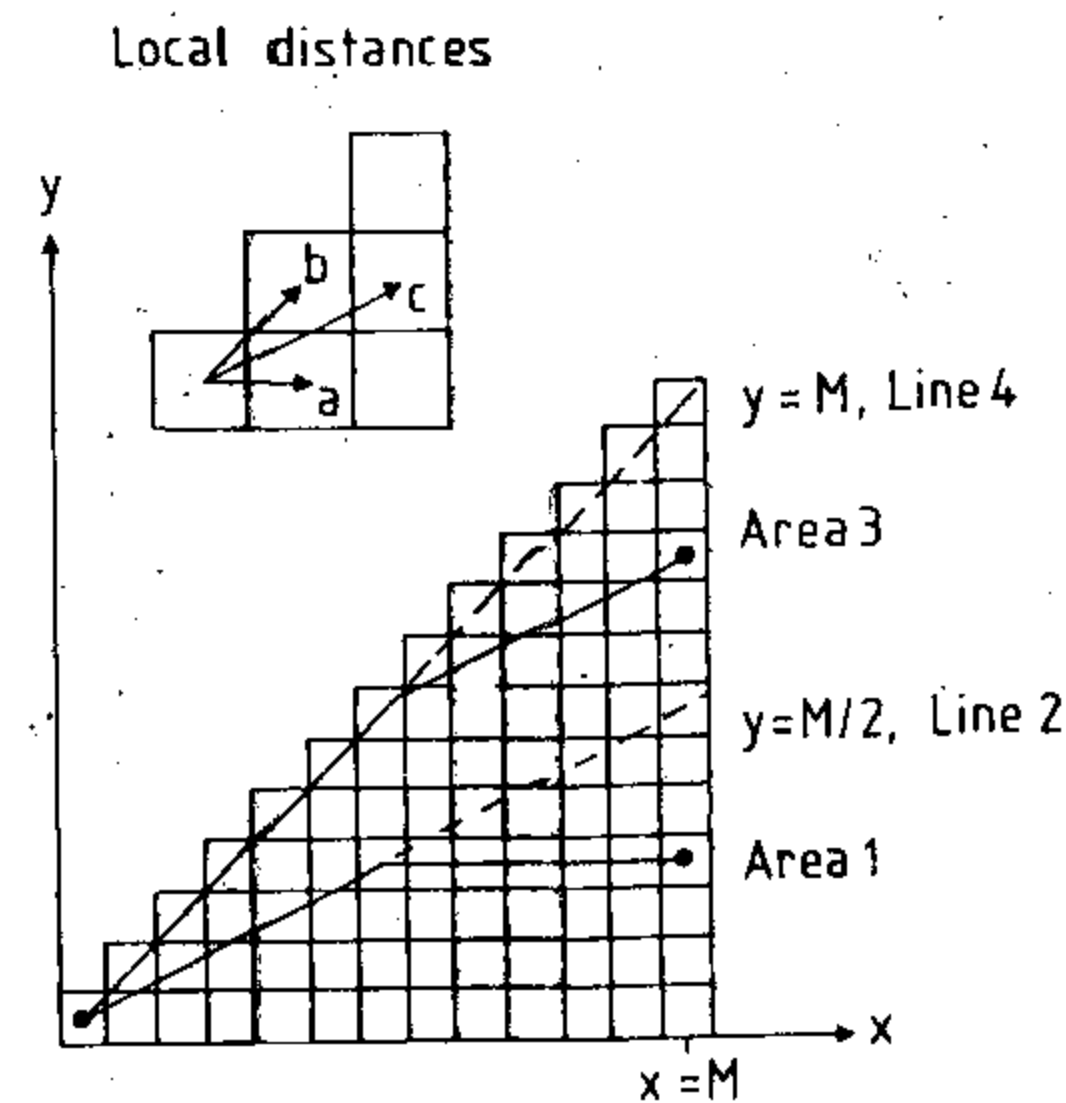 Local distances
y
b
c
a
y = M, Line 4
Area 3
y=M/2, Line 2
Area 1
x
x = M